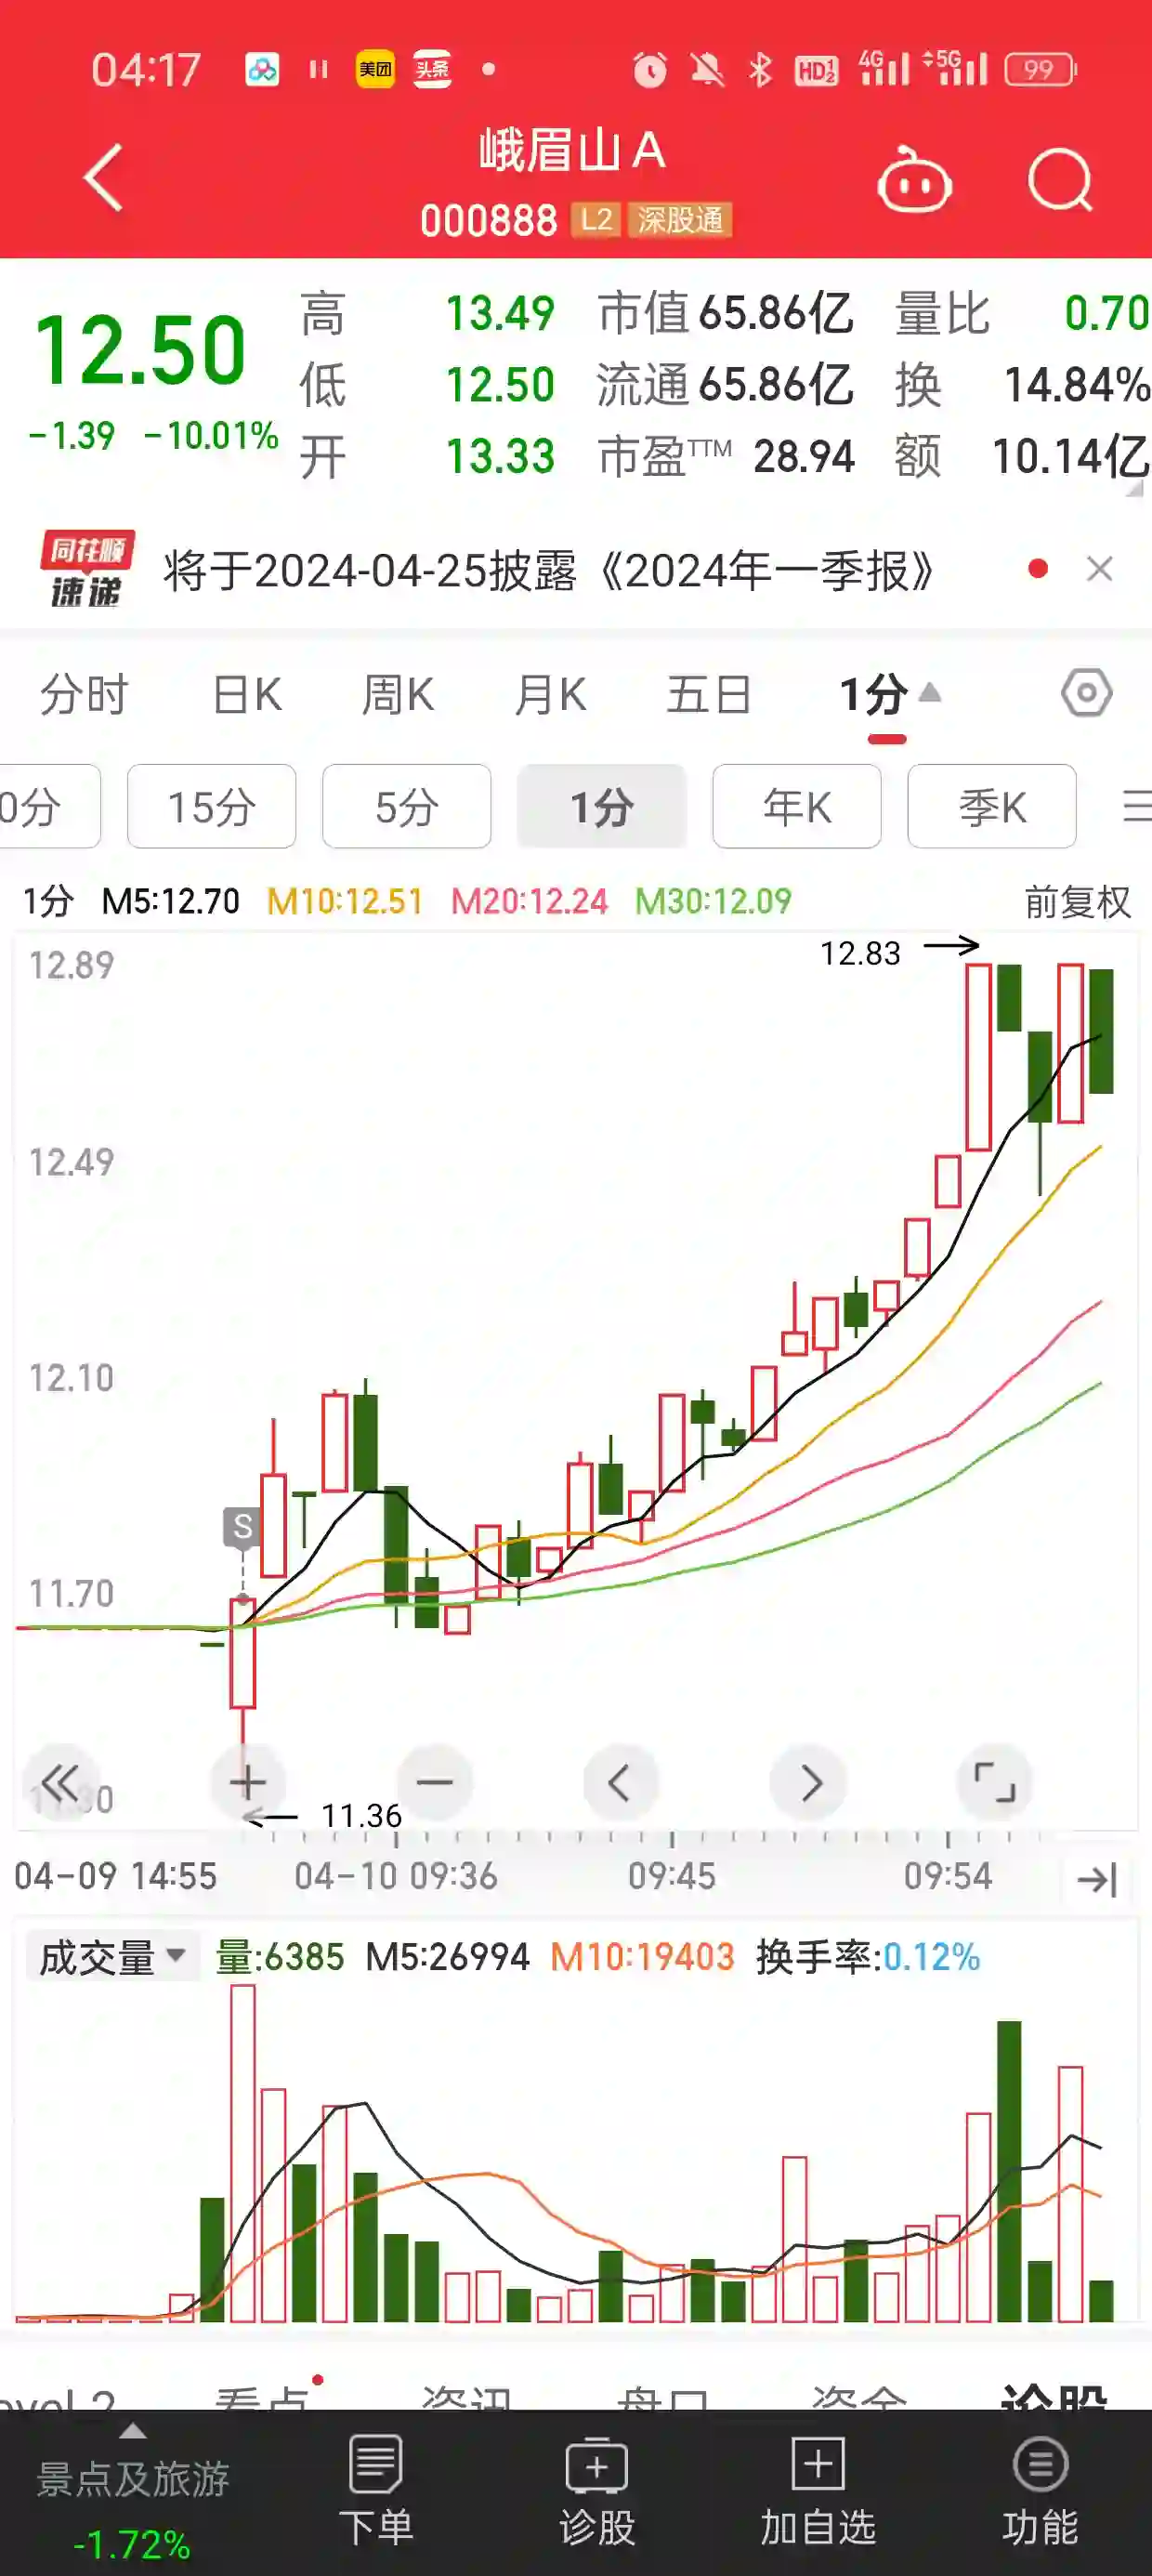 04:17 美团 头条 HD 1 2 4G 5G 99
峨眉山A
000888 L2 深股通
12.50
-1.39 -10.01%
高 13.49 市值 65.86亿 量比 0.70
低 12.50 流通 65.86亿 换 14.84%
开 13.33 市盈TTM 28.94 额 10.14亿
同花顺
速递
将于2024-04-25披露《2024年一季报》
分时 日K 周K 月K 五日 1分
0分 15分 5分 1分 年K 季K
1分 M5:12.70 M10:12.51 M20:12.24 M30:12.09 前复权
12.89
12.83
12.49
12.10
S
11.70
11.36
04-09 14:55 04-10 09:36 09:45 09:54
成交量 量:6385 M5:26994 M10:19403 换手率:0.12%
看点 资讯 盘口 资金 诊股
景点及旅游
-1.72%
下单 诊股 加自选 功能